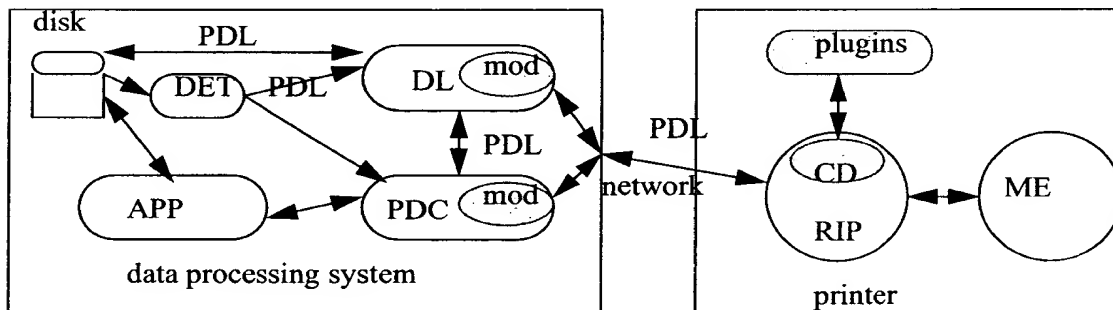 disk
PDL
DET
PDL
DL
mod
PDL
APP
PDC
mod
data processing system
network
PDL
plugins
CD
RIP
ME
printer